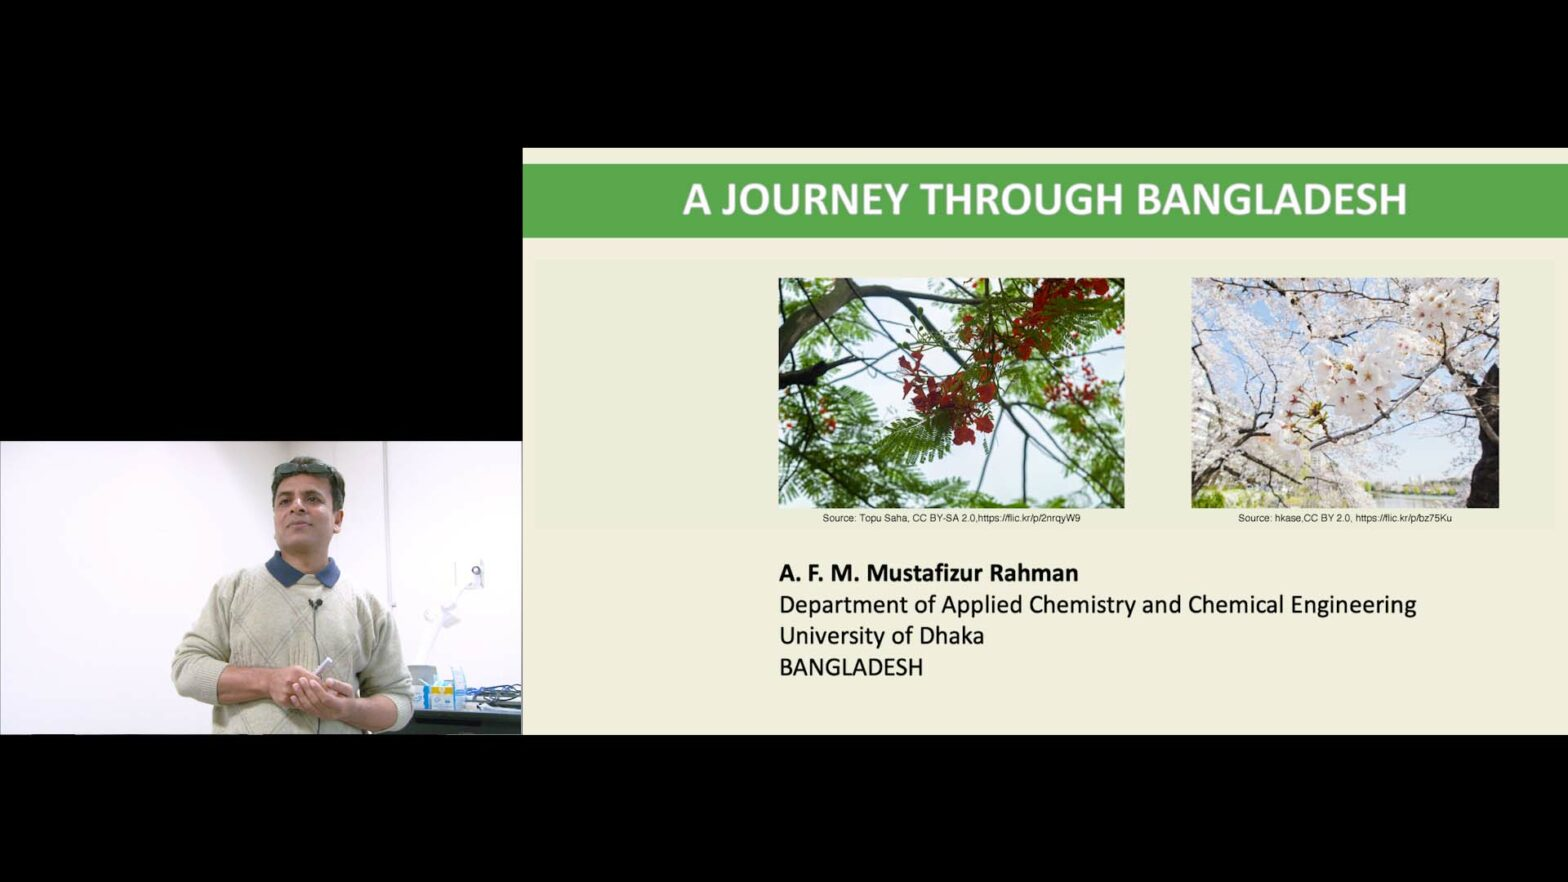 A JOURNEY THROUGH BANGLADESH
Source: Topu Saha, CC BY-SA 2.0,https://flic.kr/p/2nrqyW9
Source: hkase,CC BY 2.0, https://flic.kr/p/bz75Ku
A. F. M. Mustafizur Rahman
Department of Applied Chemistry and Chemical Engineering
University of Dhaka
BANGLADESH